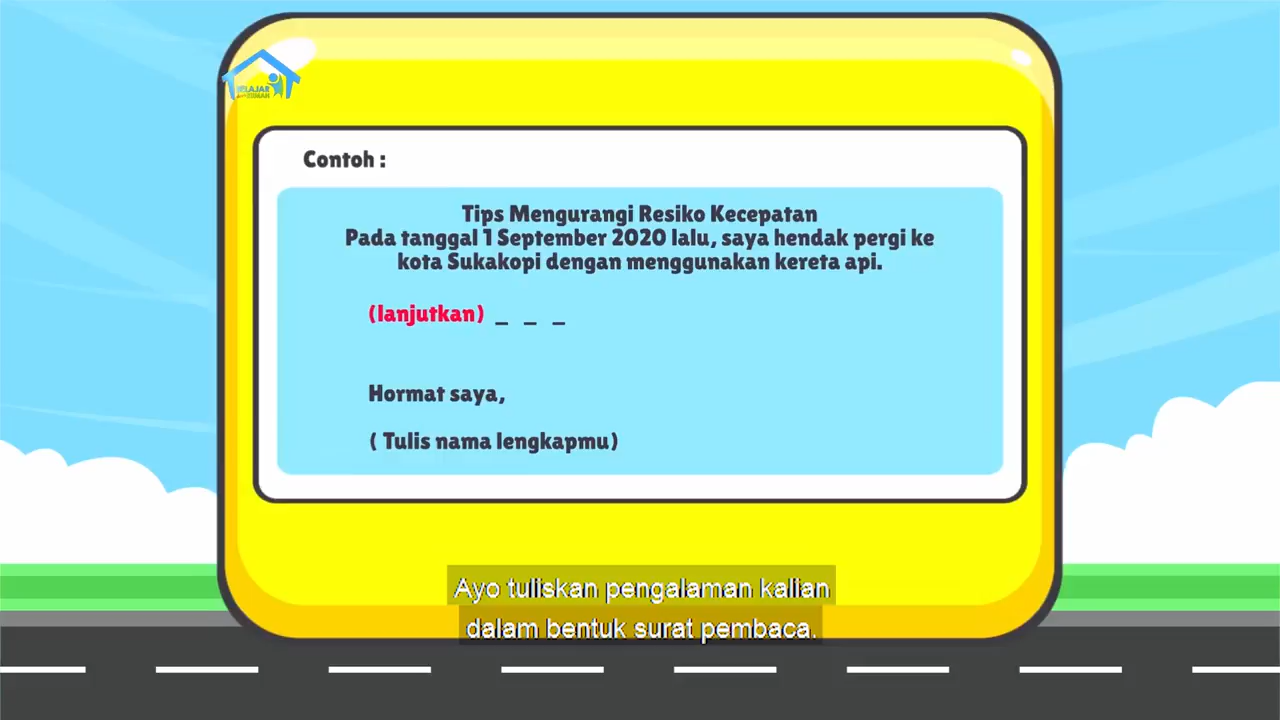 BELAJAR
Contoh :
Tips Mengurangi Resiko Kecepatan
Pada tanggal 1 September 2020 lalu, saya hendak pergi ke
kota Sukakopi dengan menggunakan kereta api.
(lanjutkan) _ _ _
Hormat saya,
( Tulis nama lengkapmu)
Ayo tuliskan pengalaman kalian
dalam bentuk surat pembaca.